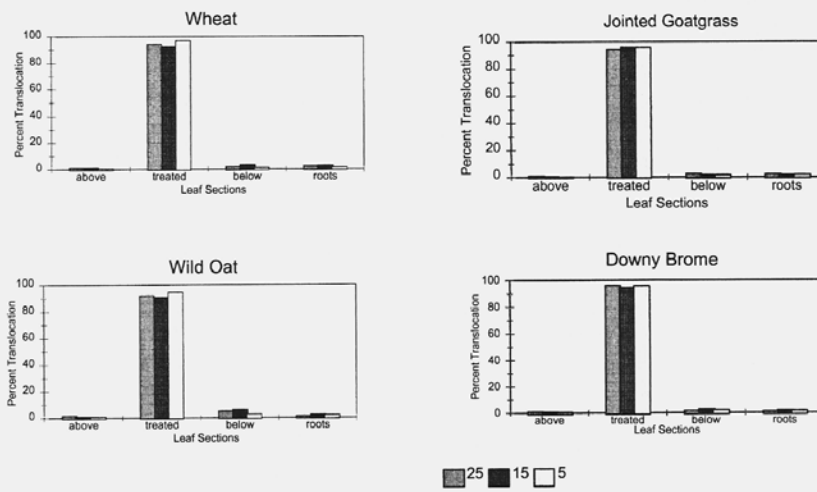 Wheat
Percent Translocation
100
80
60
40
20
0
above treated below roots
Leaf Sections
Jointed Goatgrass
Percent Translocation
100
80
60
40
20
0
above treated below roots
Leaf Sections
Wild Oat
Percent Translocation
100
80
60
40
20
0
above treated below roots
Leaf Sections
Downy Brome
Percent Translocation
100
80
60
40
20
0
above treated below roots
Leaf Sections
25 15 5